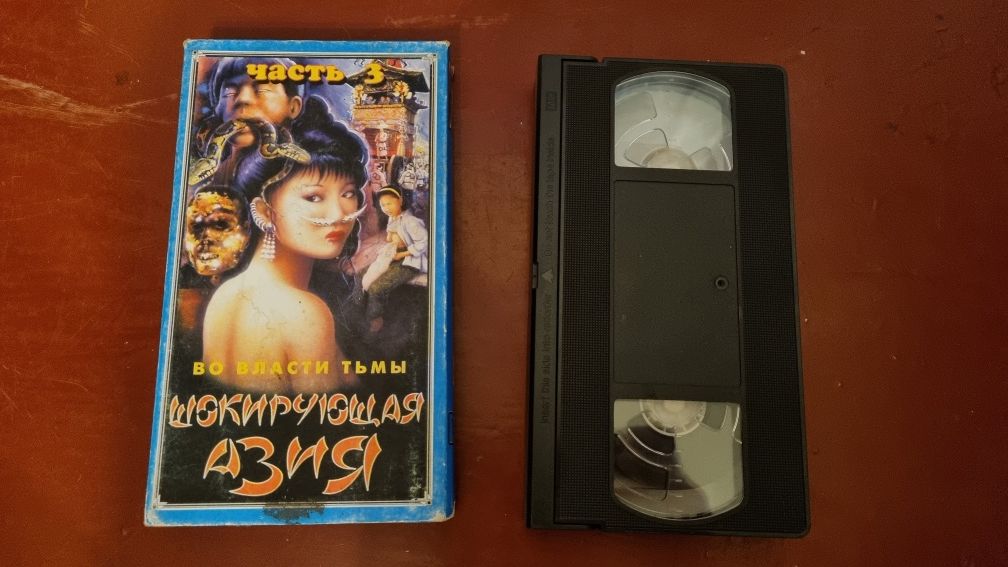 часть 3
ВО ВЛАСТИ ТЬМЫ
ШОКИРУЮЩАЯ
АЗИЯ